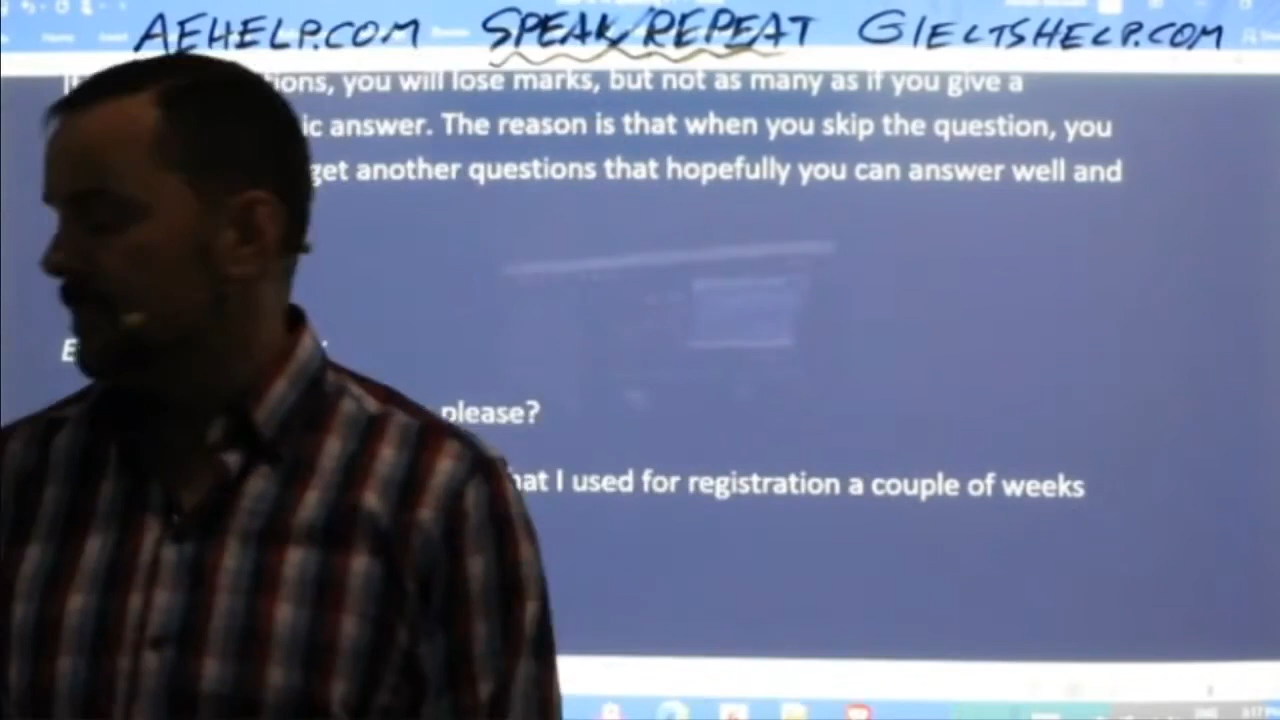 AEHELP.COM SPEAK/REPEAT GIELTSHELP.COM
ions, you will lose marks, but not as many as if you give a
ic answer. The reason is that when you skip the question, you
get another questions that hopefully you can answer well and
E
please?
hat I used for registration a couple of weeks